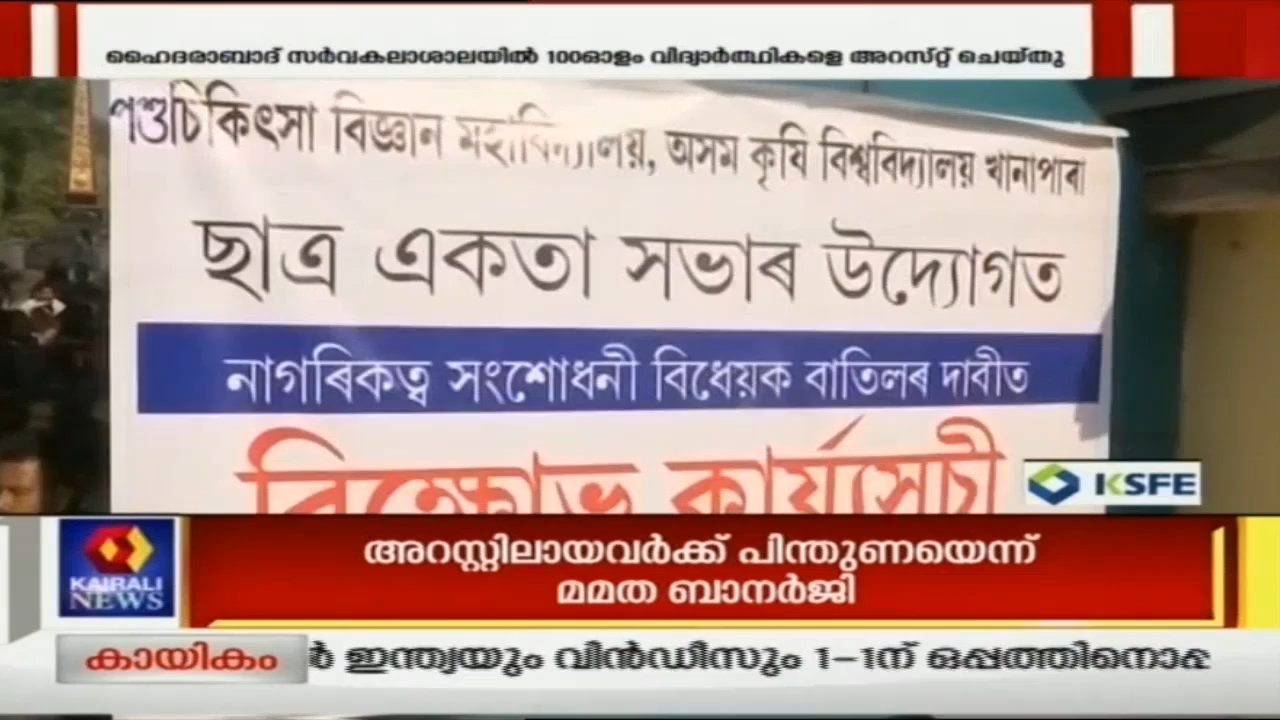 ഹൈദരാബാദ് സർവകലാശാലയിൽ 100ഓളം വിദ്യാർത്ഥികളെ അറസ്റ്റ് ചെയ്തു
পশুচিকিৎসা বিজ্ঞান মহাবিদ্যালয়, অসম কৃষি বিশ্ববিদ্যালয় খানাপাৰা
ছাত্ৰ একতা সভাৰ উদ্যোগত
নাগৰিকত্ব সংশোধনী বিধেয়ক বাতিলৰ দাবীত
বিক্ষোভ কাৰ্যসূচী
KSFE
അറസ്റ്റിലായവർക്ക് പിന്തുണയെന്ന്
മമത ബാനർജി
KAIRALI
NEWS
കായികം ർ ഇന്ത്യയും വിൻഡീസും 1-1ന് ഒപ്പത്തിനൊപ്പ